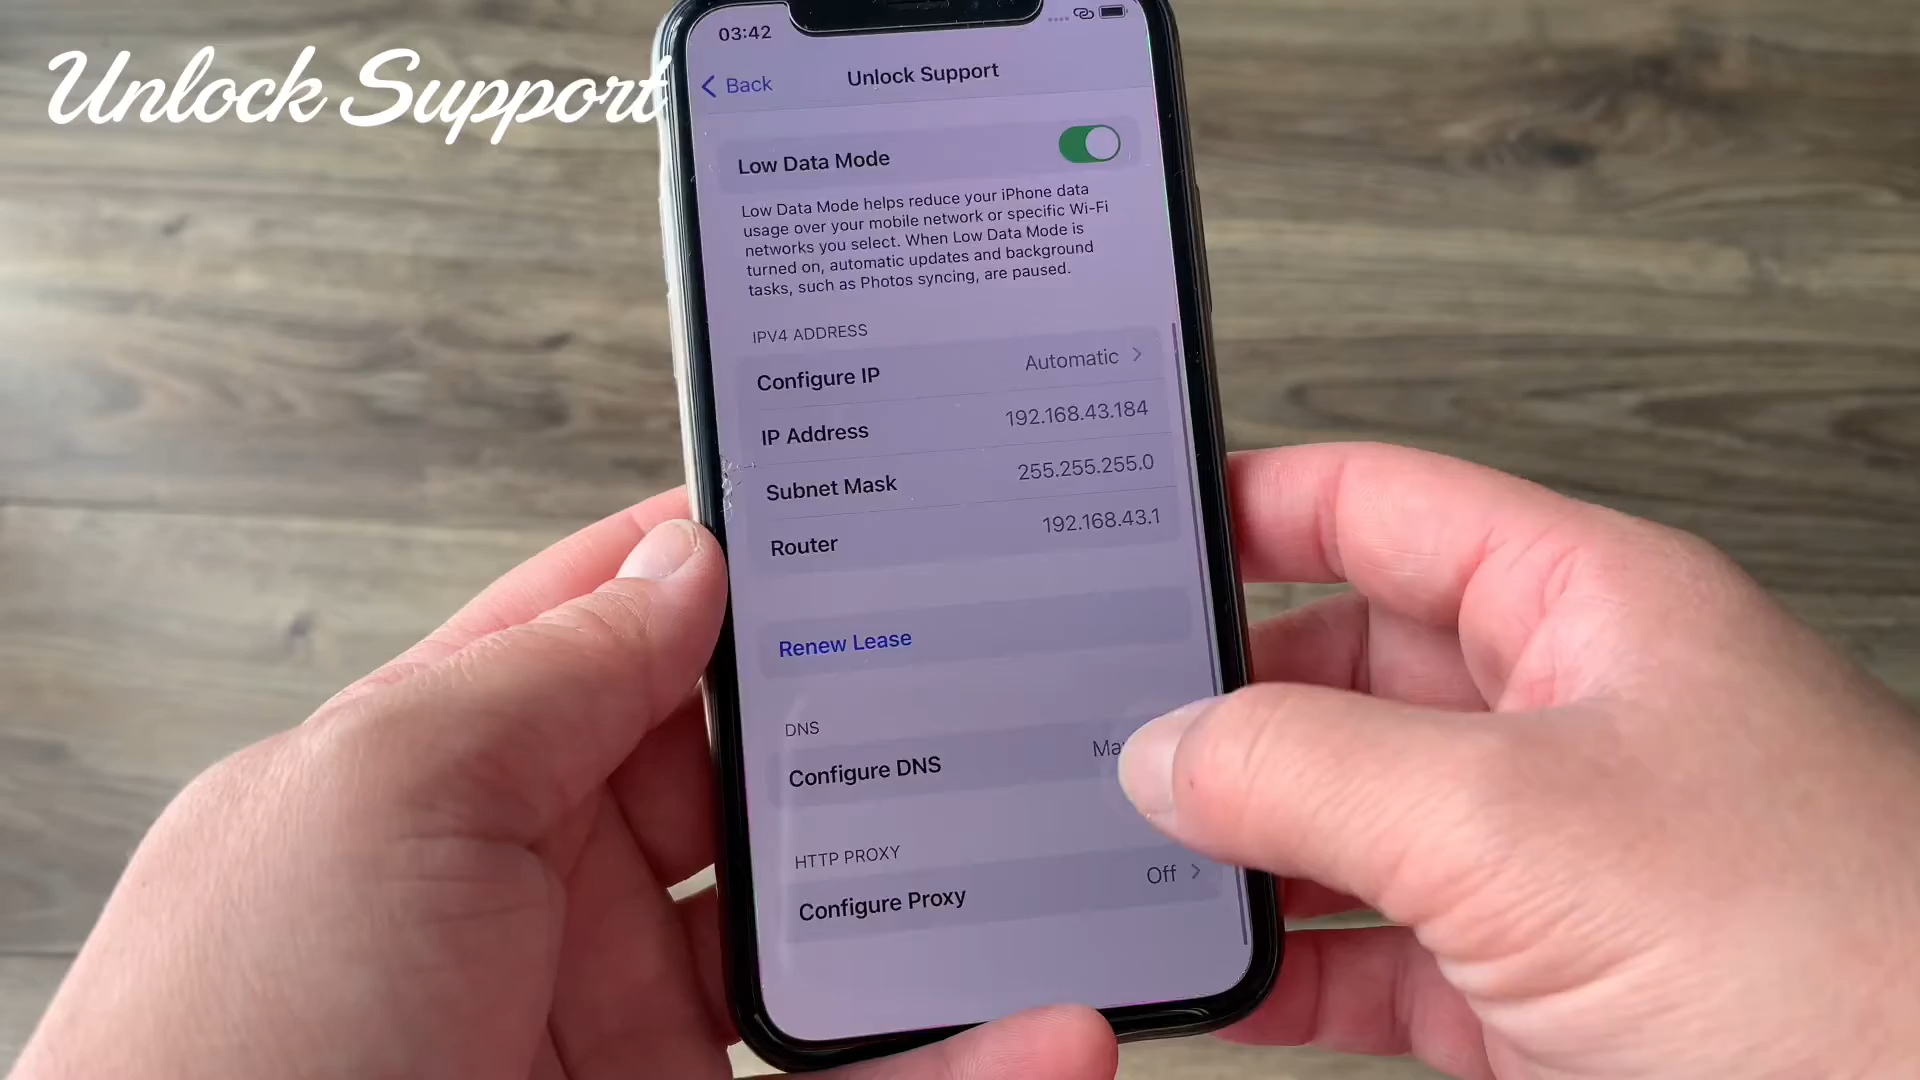 Unlock Support
03:42
Back
Unlock Support
Low Data Mode
Low Data Mode helps reduce your iPhone data
usage over your mobile network or specific Wi-Fi
networks you select. When Low Data Mode is
turned on, automatic updates and background
tasks, such as Photos syncing, are paused.
IPV4 ADDRESS
Configure IP Automatic
IP Address 192.168.43.184
Subnet Mask 255.255.255.0
Router 192.168.43.1
Renew Lease
DNS
Configure DNS
HTTP PROXY
Configure Proxy Off